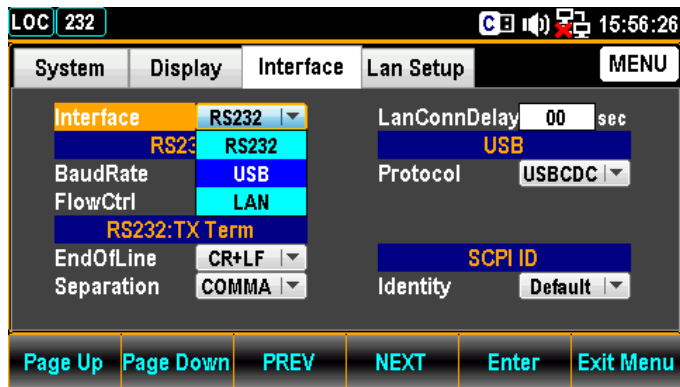 LOC 232 C 15:56:26
System Display Interface Lan Setup MENU
Interface RS232 LanConnDelay 00 sec
RS23 RS232 USB
BaudRate USB Protocol USBCDC
FlowCtrl LAN
RS232:TX Term
EndOfLine CR+LF SCPI ID
Separation COMMA Identity Default
Page Up Page Down PREV NEXT Enter Exit Menu